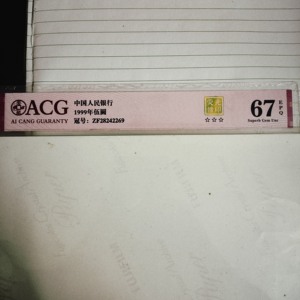 ACG
AI CANG GUARANTY
中国人民银行
1999年伍圆
冠号: ZF28242269
☆☆☆
67 EPQ
Superb Gem Unc